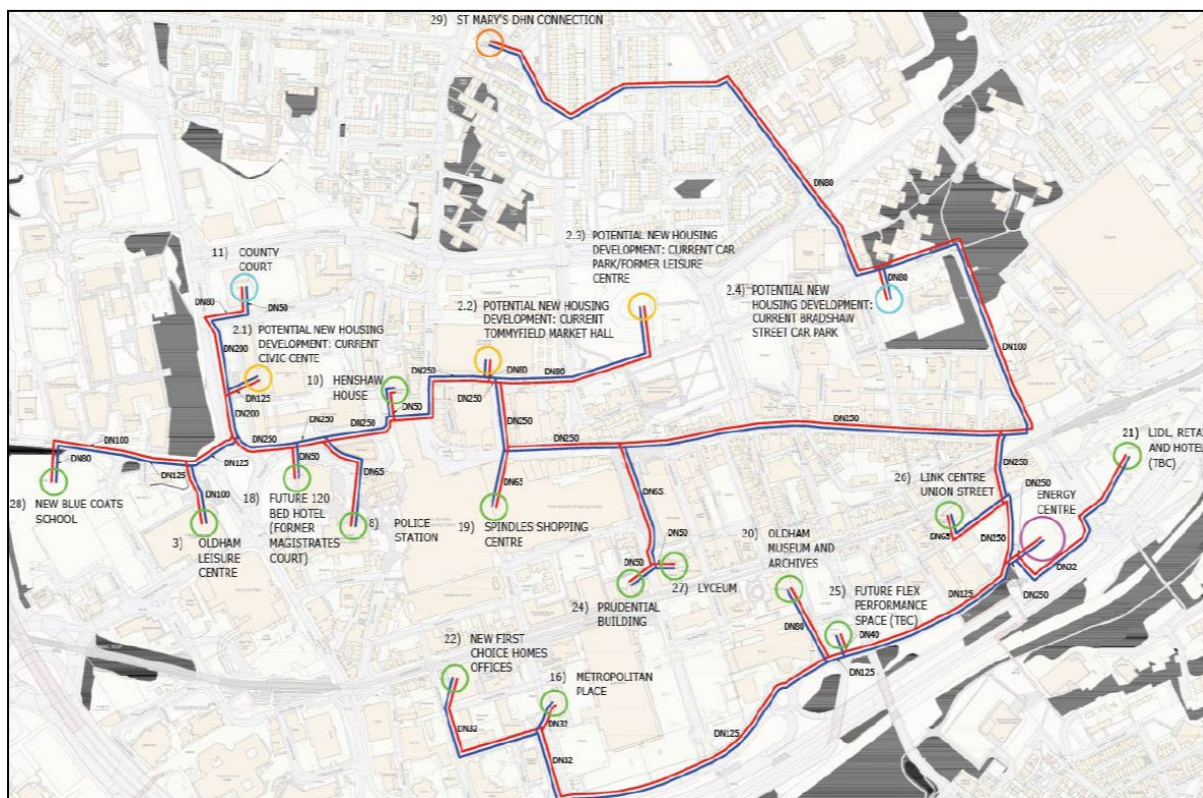 29) ST MARY'S DHN CONNECTION
DN80
2.3) POTENTIAL NEW HOUSING
DEVELOPMENT: CURRENT CAR
PARK/FORMER LEISURE
CENTRE
11) COUNTY
COURT
DN80
DN50
2.4) POTENTIAL NEW
HOUSING DEVELOPMENT:
CURRENT BRADSHAW
STREET CAR PARK
DN80
2.2) POTENTIAL NEW HOUSING
DEVELOPMENT: CURRENT
TOMMYFIELD MARKET HALL
2.1) POTENTIAL NEW HOUSING
DEVELOPMENT: CURRENT
CIVIC CENTE
DN200
DN125
DN200
DN100
10) HENSHAW
HOUSE
DN50
DN250
DN80
DN80
DN250
DN250
DN250
DN250
DN250
DN250
DN250
DN100
DN80
DN125
DN125
DN100
DN50
DN65
DN65
DN65
28) NEW BLUE COATS
SCHOOL
3) OLDHAM
LEISURE
CENTRE
18) FUTURE 120
BED HOTEL
(FORMER
MAGISTRATES
COURT)
8) POLICE
STATION
19) SPINDLES SHOPPING
CENTRE
DN50
DN50
24) PRUDENTIAL
BUILDING
27) LYCEUM
20) OLDHAM
MUSEUM AND
ARCHIVES
DN80
25) FUTURE FLEX
PERFORMANCE
SPACE (TBC)
DN40
DN125
DN125
DN125
26) LINK CENTRE
UNION STREET
DN65
DN250
DN250
DN250
ENERGY
CENTRE
DN32
DN250
21) LIDL, RETAI
AND HOTEL
(TBC)
22) NEW FIRST
CHOICE HOMES
OFFICES
DN32
16) METROPOLITAN
PLACE
DN32
DN32